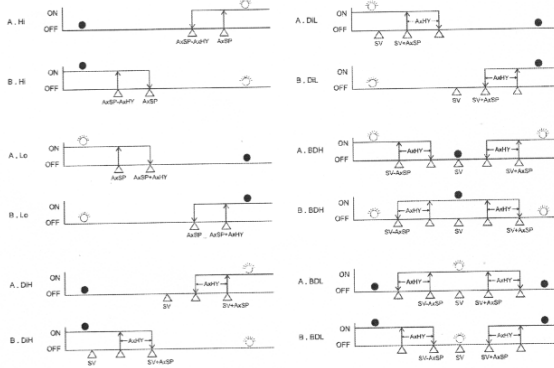 A. Hi
ON
OFF
AxSP-AxHY
AxSP
B. Hi
ON
OFF
AxSP-AxHY
AxSP
A. Lo
ON
OFF
AxSP
AxSP+AxHY
B. Lo
ON
OFF
AxSP
AxSP+AxHY
A. DiH
ON
OFF
AxHY
SV
SV+AxSP
B. DiH
ON
OFF
AxHY
SV
SV+AxSP
A. DiL
ON
OFF
AxHY
SV
SV+AxSP
B. DiL
ON
OFF
AxHY
SV
SV+AxSP
A. BDH
ON
OFF
AxHY
AxHY
SV-AxSP
SV
SV+AxSP
B. BDH
ON
OFF
AxHY
AxHY
SV-AxSP
SV
SV+AxSP
A. BDL
ON
OFF
AxHY
AxHY
SV-AxSP
SV
SV+AxSP
B. BDL
ON
OFF
AxHY
AxHY
SV-AxSP
SV
SV+AxSP